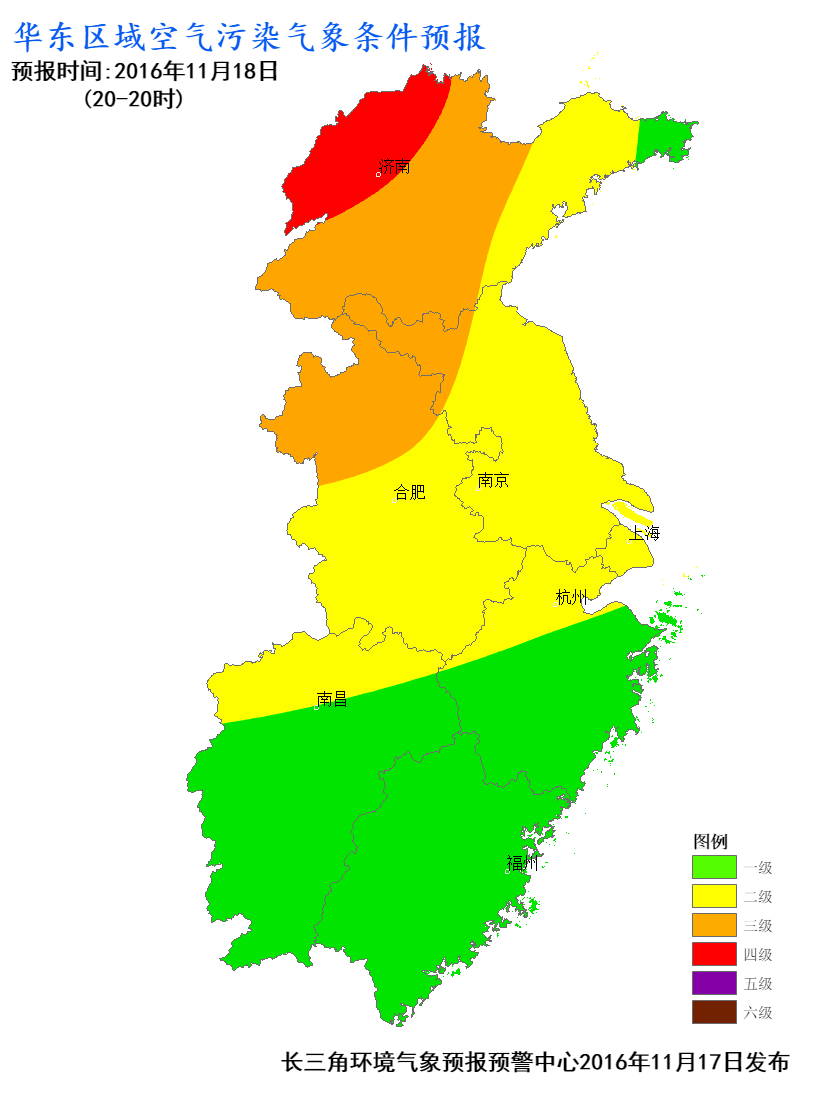 华东区域空气污染气象条件预报
预报时间:2016年11月18日
(20-20时)
济南
南京
合肥
上海
杭州
南昌
福州
图例
一级
二级
三级
四级
五级
六级
长三角环境气象预报预警中心2016年11月17日发布